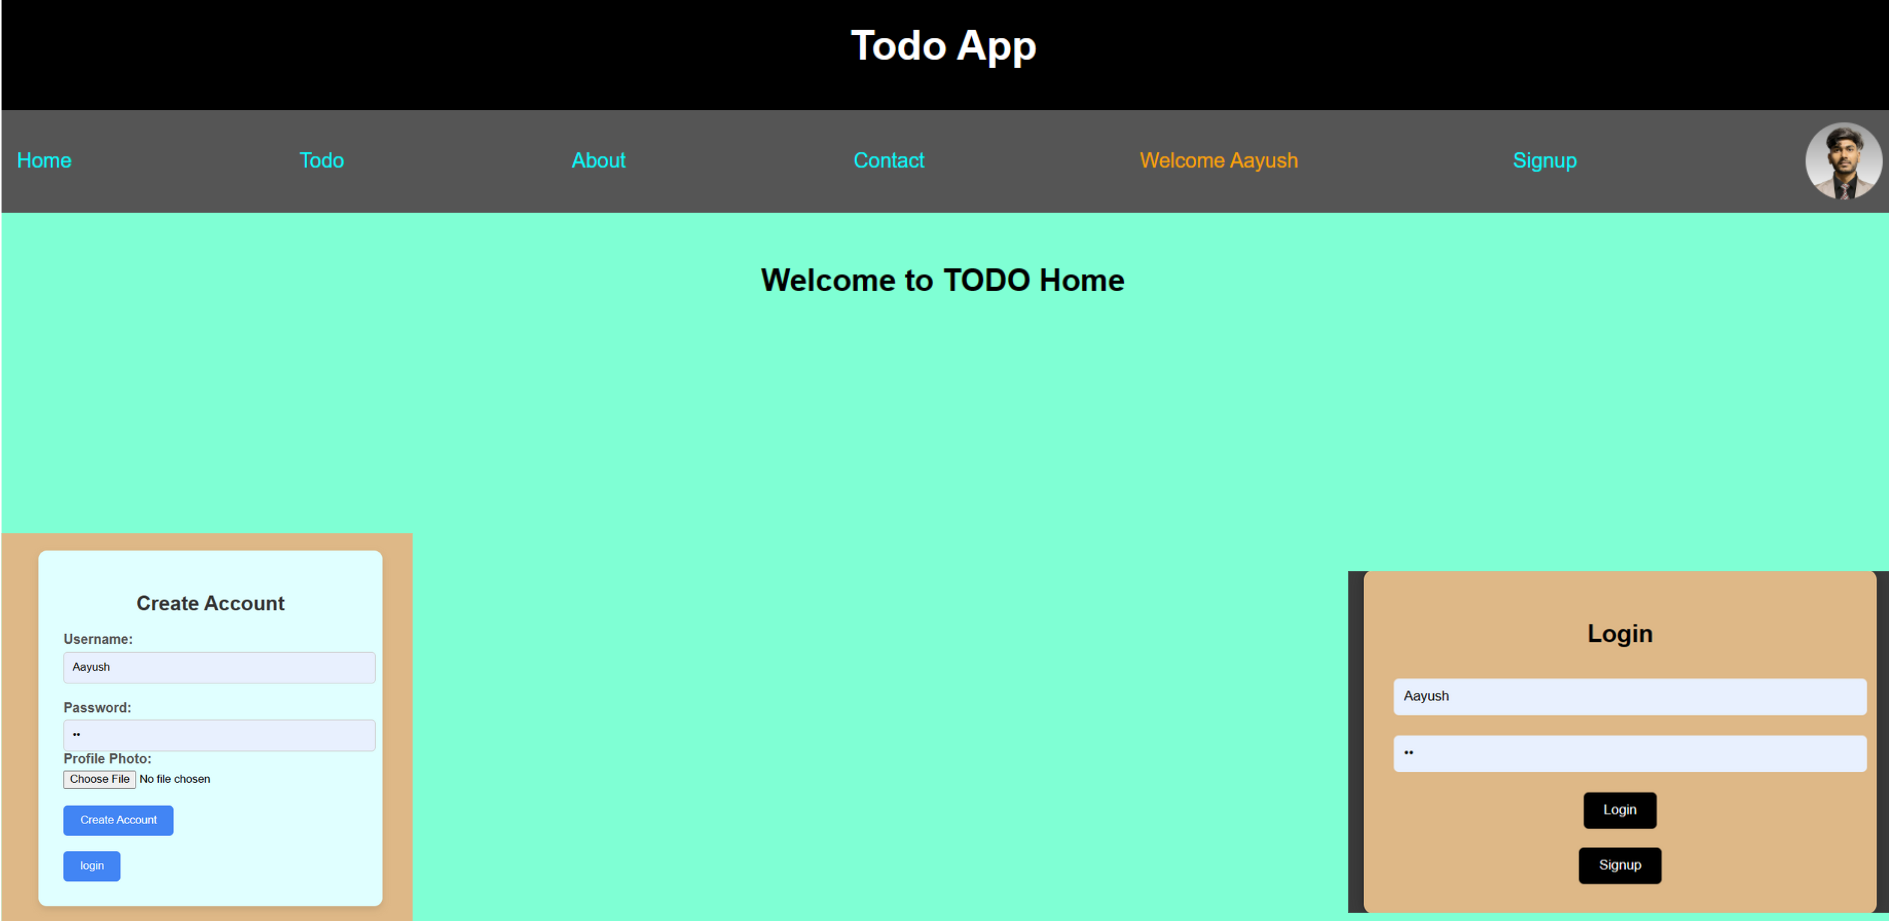 Todo App
Home Todo About Contact Welcome Aayush Signup
Welcome to TODO Home
Create Account
Username:
Aayush
Password:
••
Profile Photo:
Choose File No file chosen
Create Account
login
Login
Aayush
••
Login
Signup